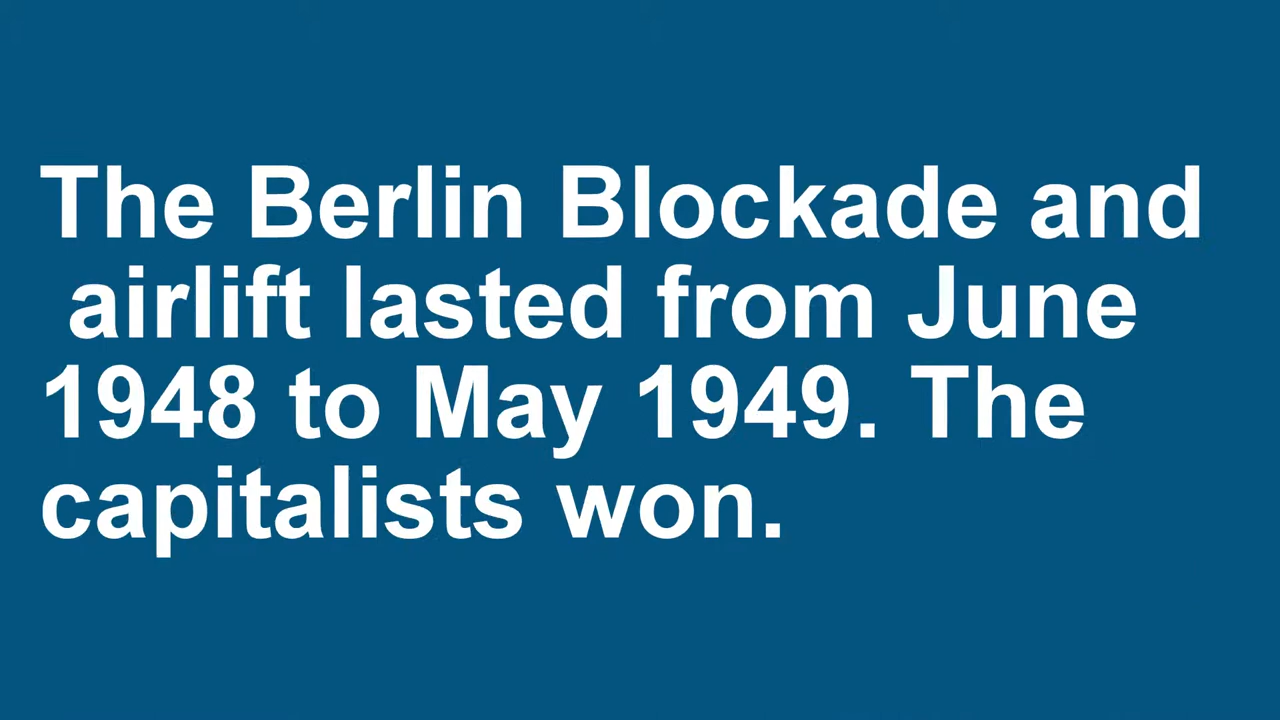 The Berlin Blockade and
airlift lasted from June
1948 to May 1949. The
capitalists won.